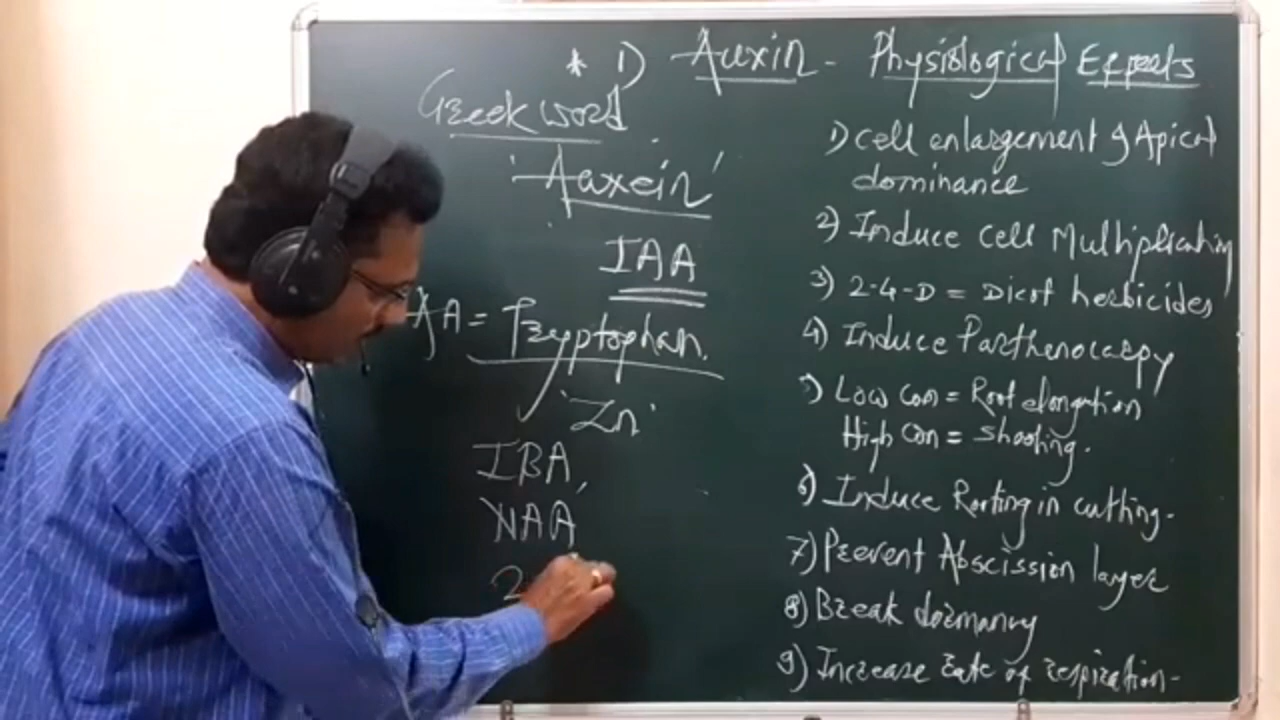 * 1) Auxin - Physiological Effects
Greek word
'Auxein'
IAA
AA = Tryptophan.
'Zn'
IBA,
NAA
2
1) Cell enlargement & Apical
dominance
2) Induce Cell Multiplication
3) 2-4-D = Dicot herbicides
4) Induce Parthenocarpy
5) Low Con = Root elongation
High Con = Shooting.
6) Induce Rooting in cutting.
7) Prevent Abscission layer
8) Break dormancy
9) Increase rate of respiration-